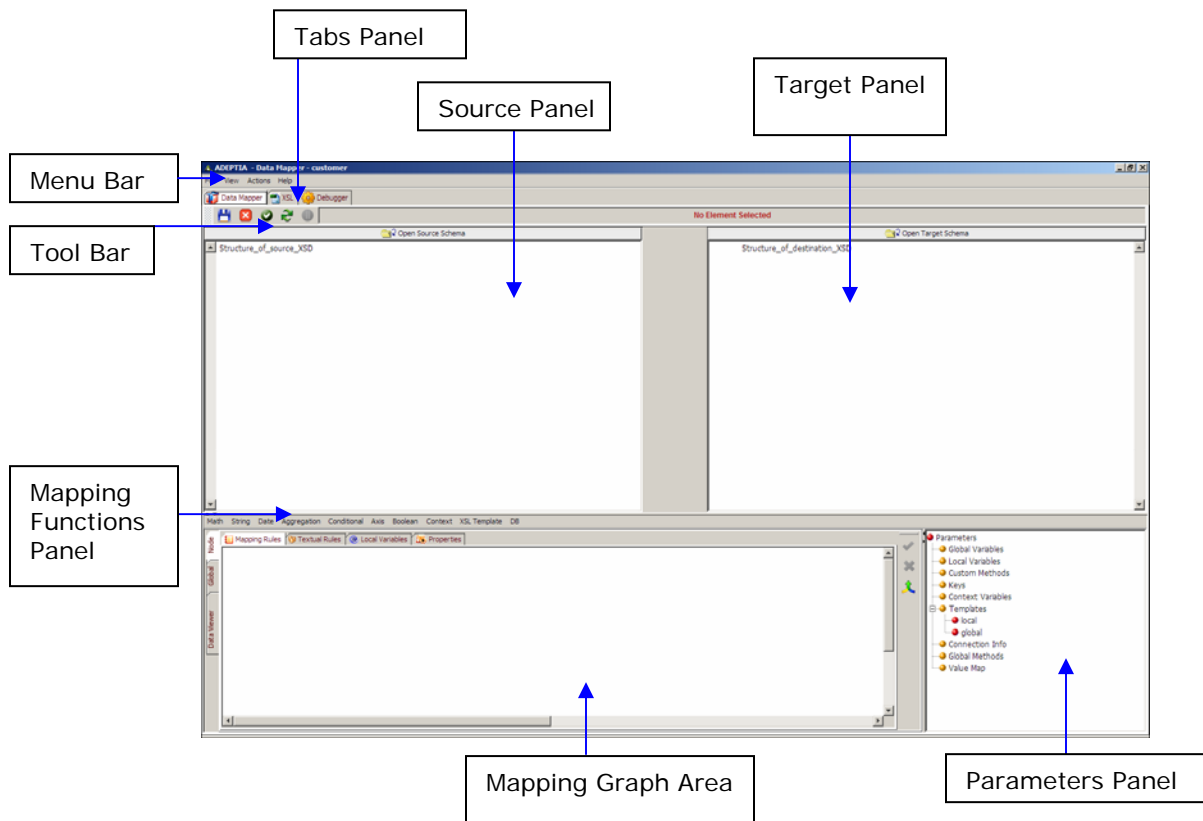 Tabs Panel
Source Panel
Target Panel
Menu Bar
Tool Bar
Mapping
Functions
Panel
ADEPTIA - Data Mapper - customer
View Actions Help
Data Mapper XSL Debugger
No Element Selected
Open Source Schema
Open Target Schema
Structure_of_source_XSD
Structure_of_destination_XSD
Math String Date Aggregation Conditional Axis Boolean Context XSL Template DB
Node
Global
Data Viewer
Mapping Rules Textual Rules Local Variables Properties
Parameters
Global Variables
Local Variables
Custom Methods
Keys
Context Variables
Templates
local
global
Connection Info
Global Methods
Value Map
Mapping Graph Area
Parameters Panel